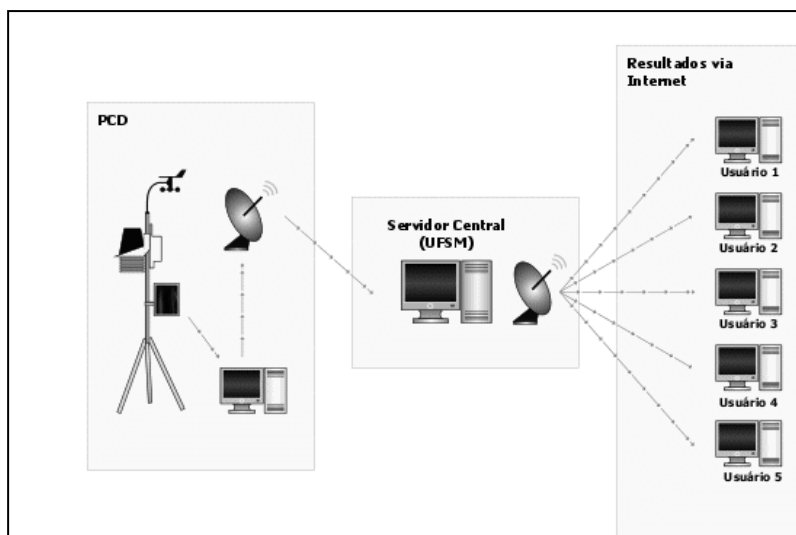 PCD
Servidor Central
(UFSM)
Resultados via
Internet
Usuário 1
Usuário 2
Usuário 3
Usuário 4
Usuário 5